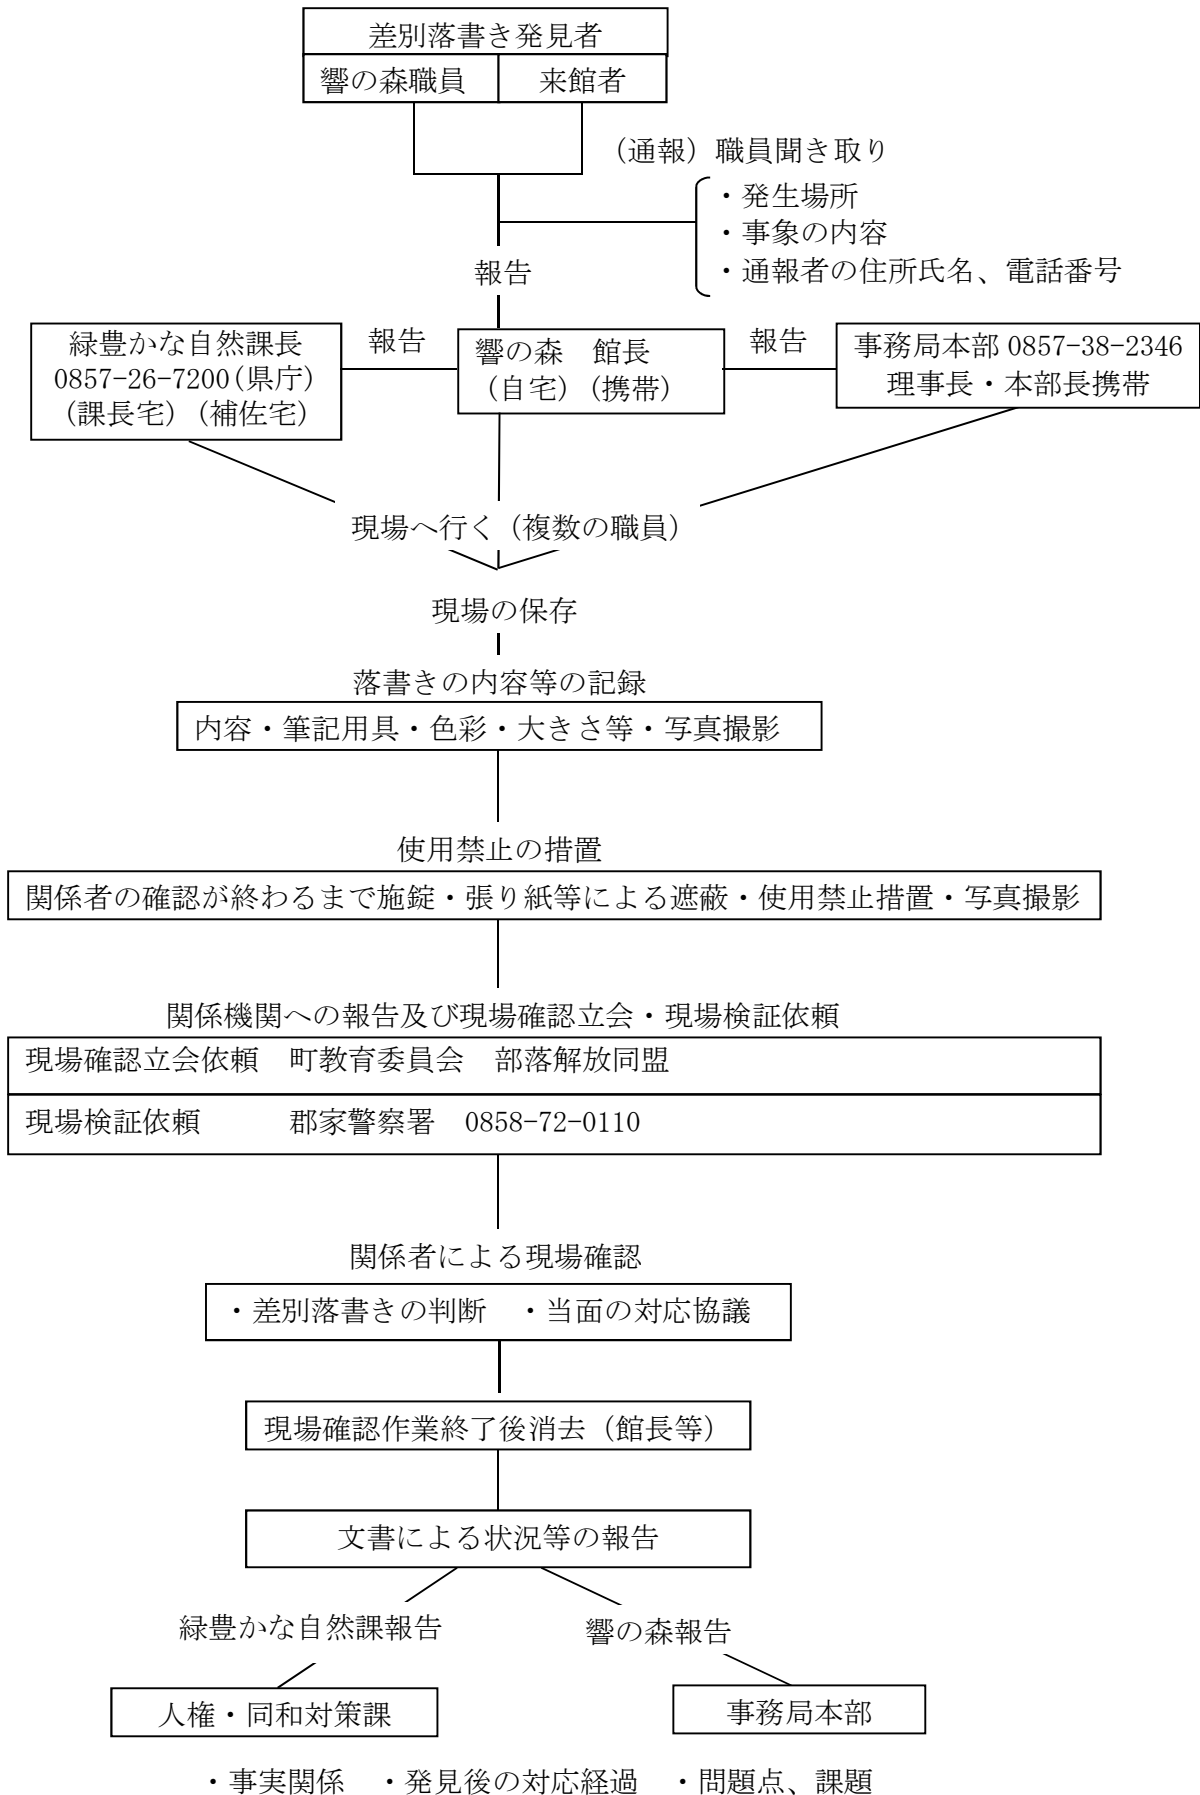 差別落書き発見者
響の森職員 来館者
(通報)職員聞き取り
・発生場所
・事象の内容
・通報者の住所氏名、電話番号
報告
緑豊かな自然課長
0857-26-7200(県庁)
(課長宅)(補佐宅)
報告
響の森 館長
(自宅)(携帯)
報告
事務局本部 0857-38-2346
理事長・本部長携帯
現場へ行く(複数の職員)
現場の保存
落書きの内容等の記録
内容・筆記用具・色彩・大きさ等・写真撮影
使用禁止の措置
関係者の確認が終わるまで施錠・張り紙等による遮蔽・使用禁止措置・写真撮影
関係機関への報告及び現場確認立会・現場検証依頼
現場確認立会依頼 町教育委員会 部落解放同盟
現場検証依頼 郡家警察署 0858-72-0110
関係者による現場確認
・差別落書きの判断 ・当面の対応協議
現場確認作業終了後消去(館長等)
文書による状況等の報告
緑豊かな自然課報告
響の森報告
人権・同和対策課
事務局本部
・事実関係 ・発見後の対応経過 ・問題点、課題